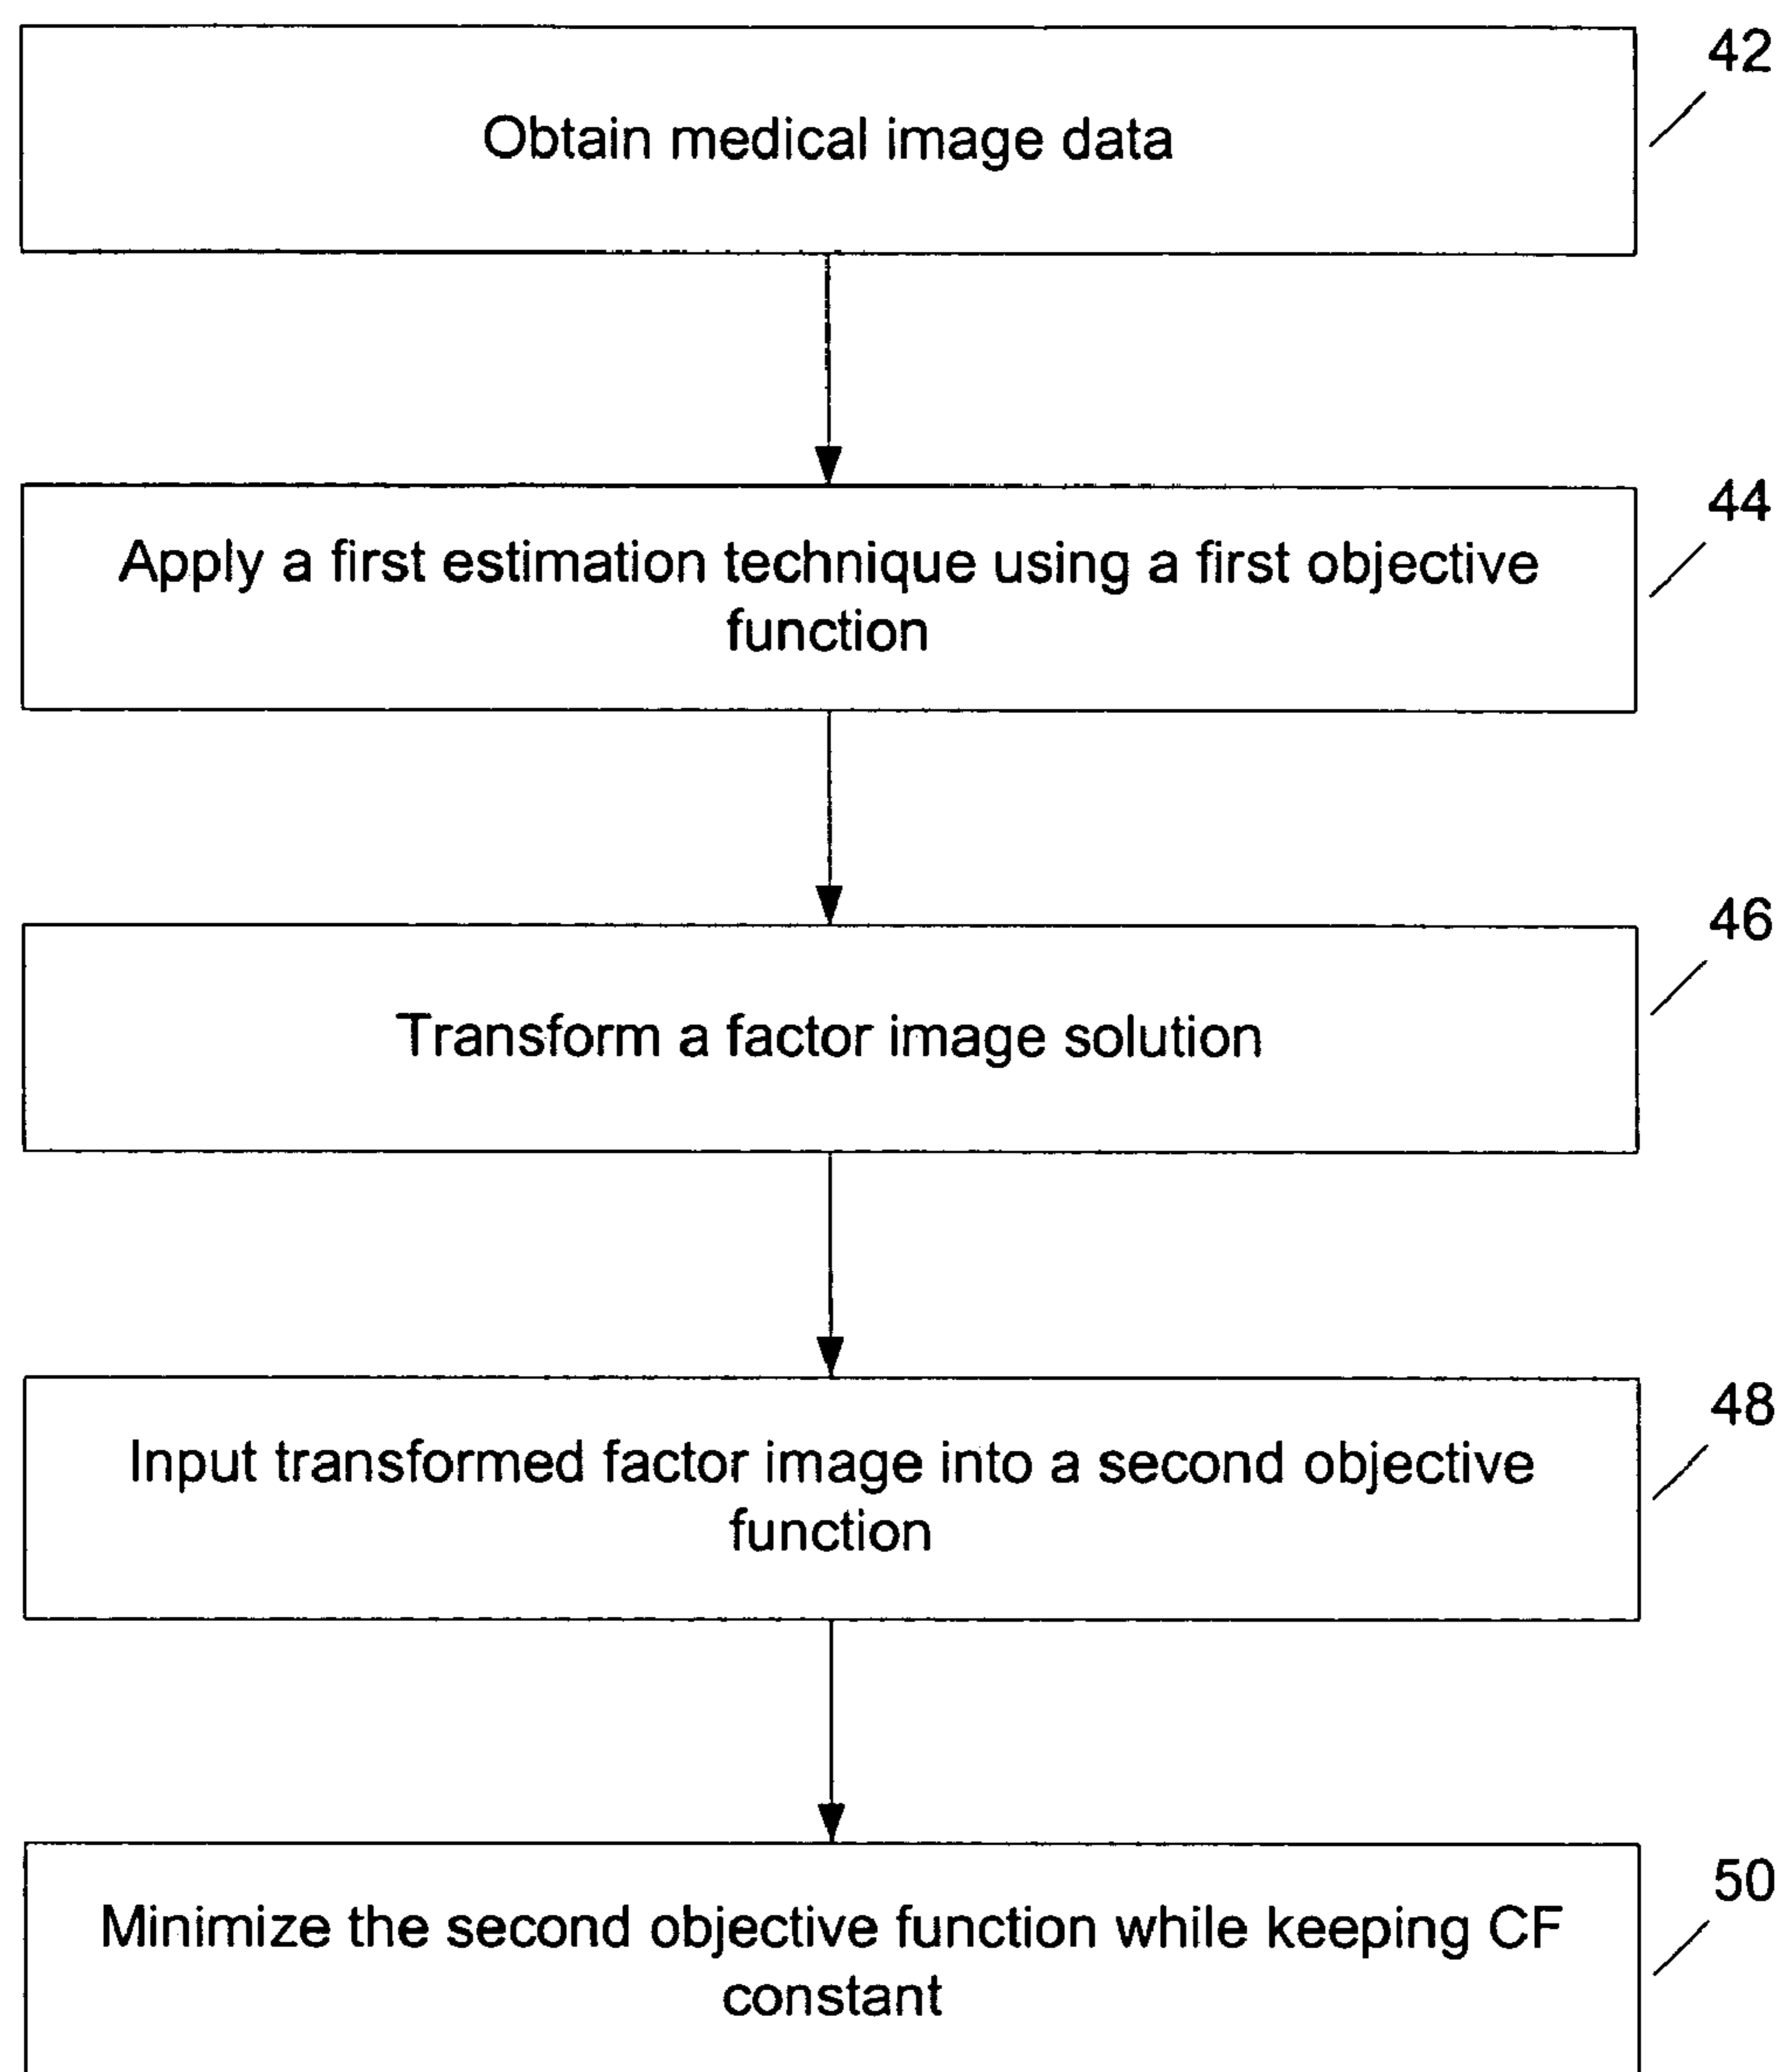 42
Obtain medical image data
44
Apply a first estimation technique using a first objective
function
46
Transform a factor image solution
48
Input transformed factor image into a second objective
function
50
Minimize the second objective function while keeping CF
constant